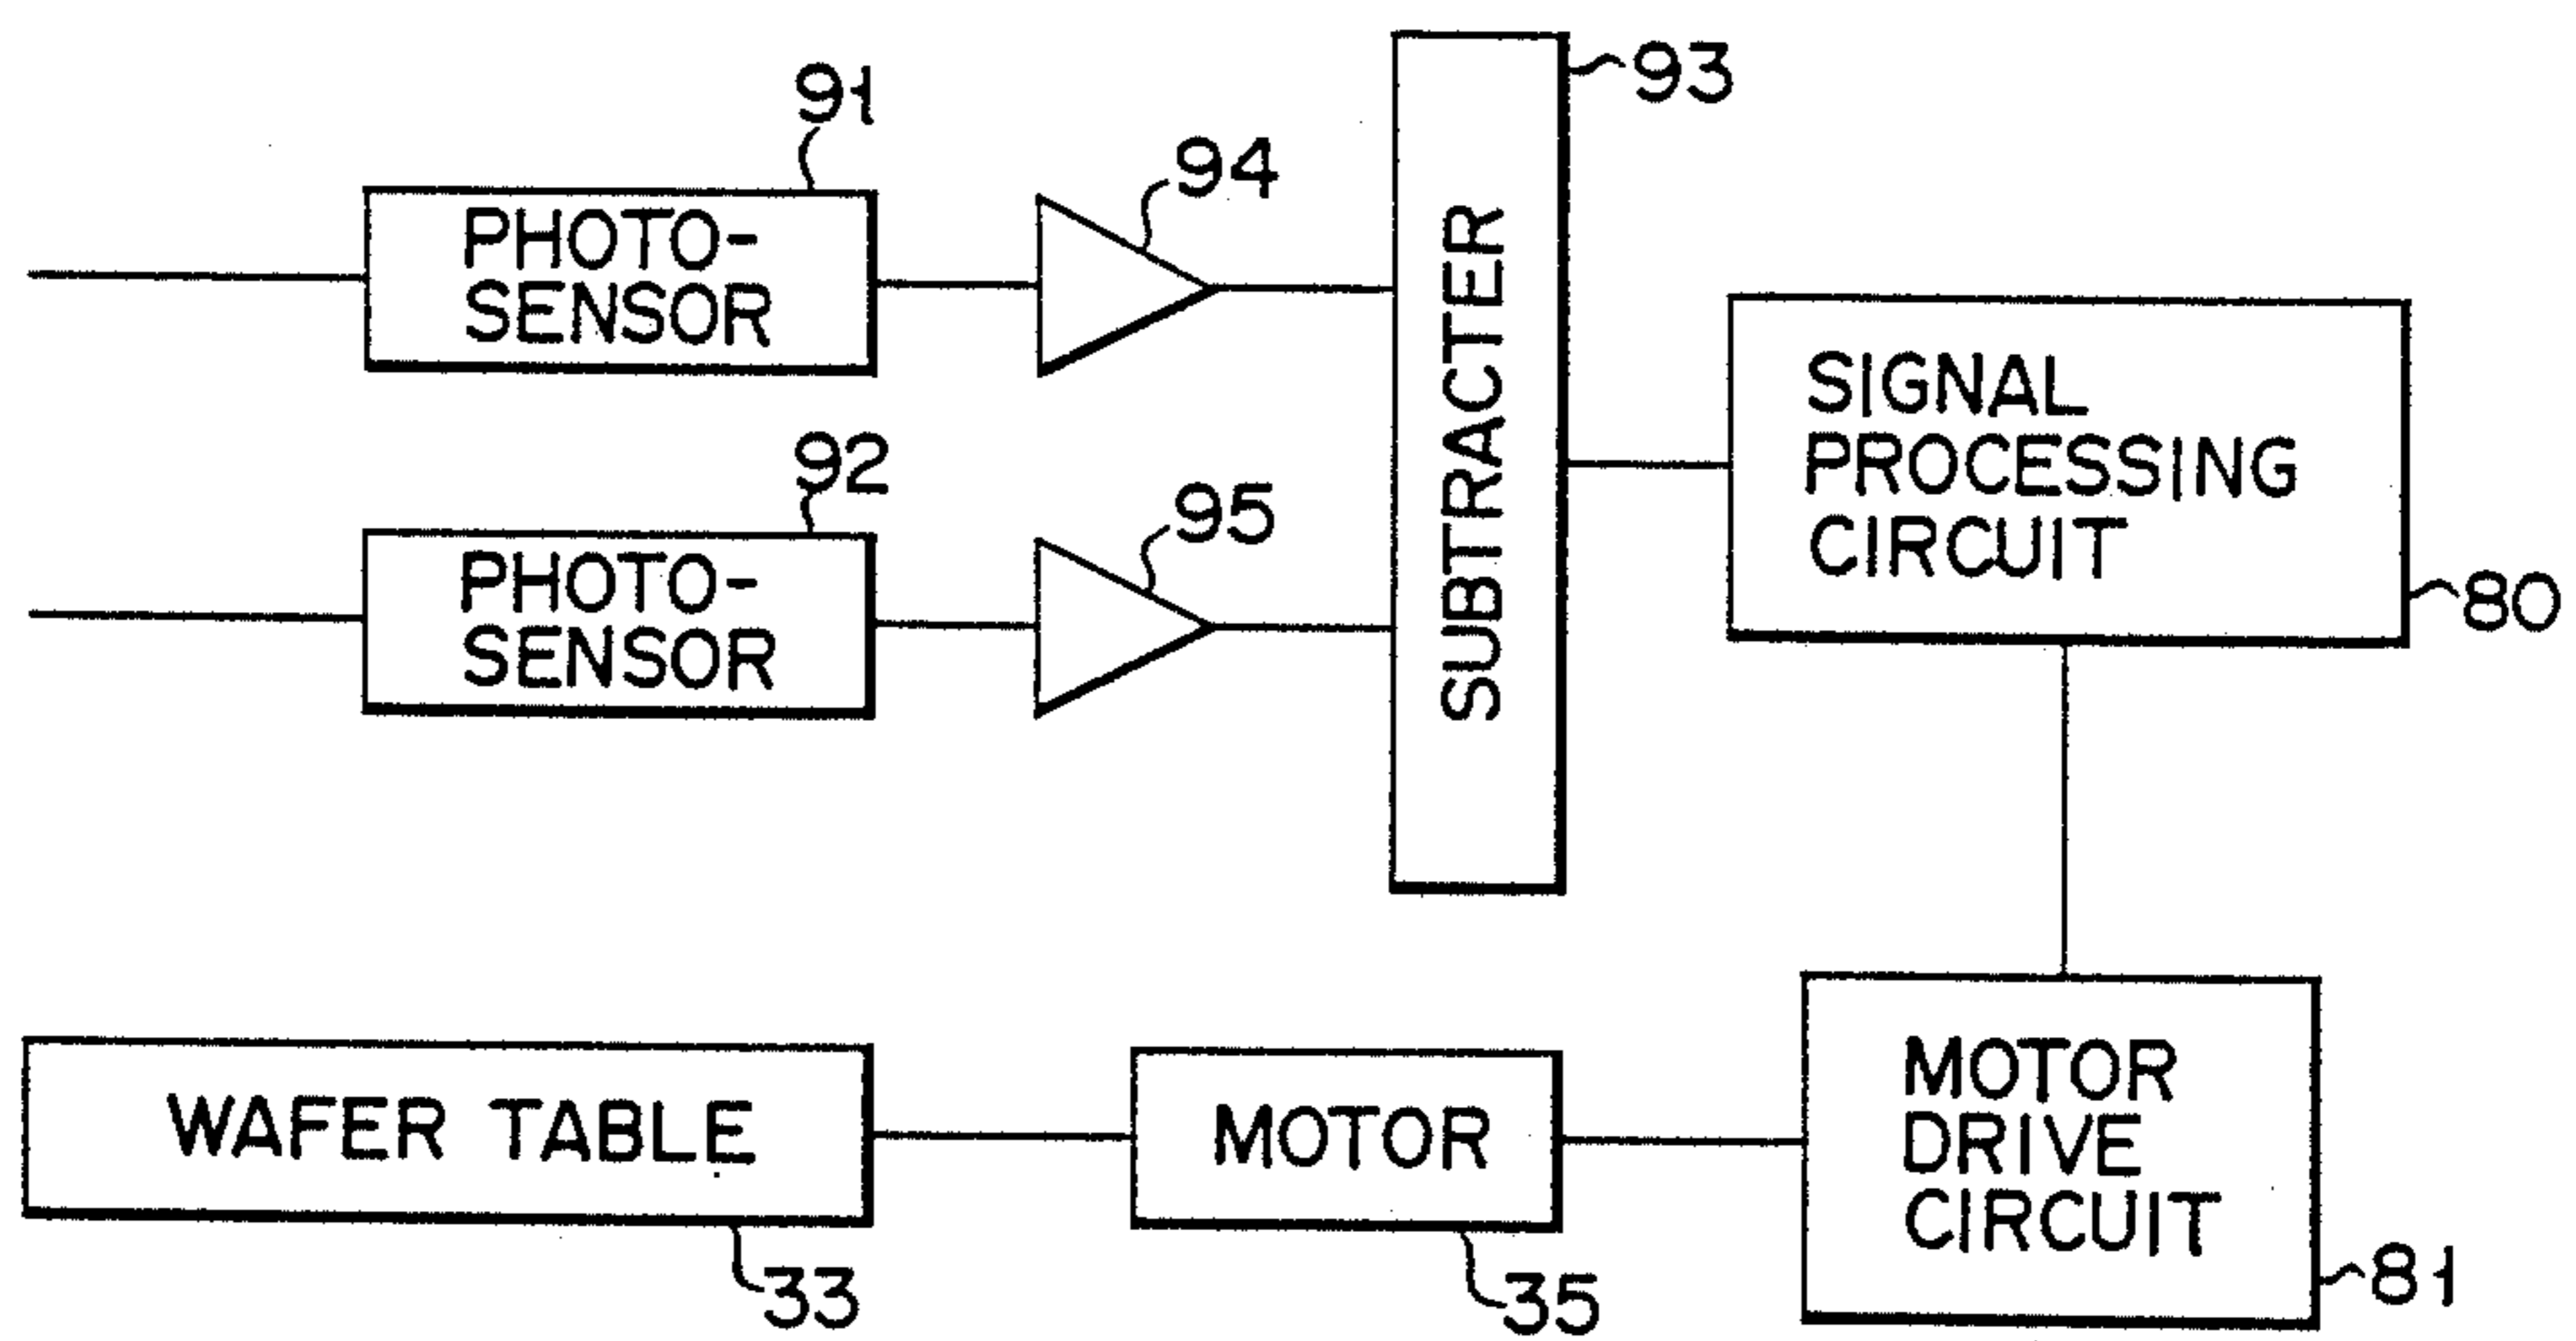 91
PHOTO-
SENSOR
94
93
SUBTRACTER
92
PHOTO-
SENSOR
95
SIGNAL
PROCESSING
CIRCUIT
80
WAFER TABLE
33
MOTOR
35
MOTOR
DRIVE
CIRCUIT
81